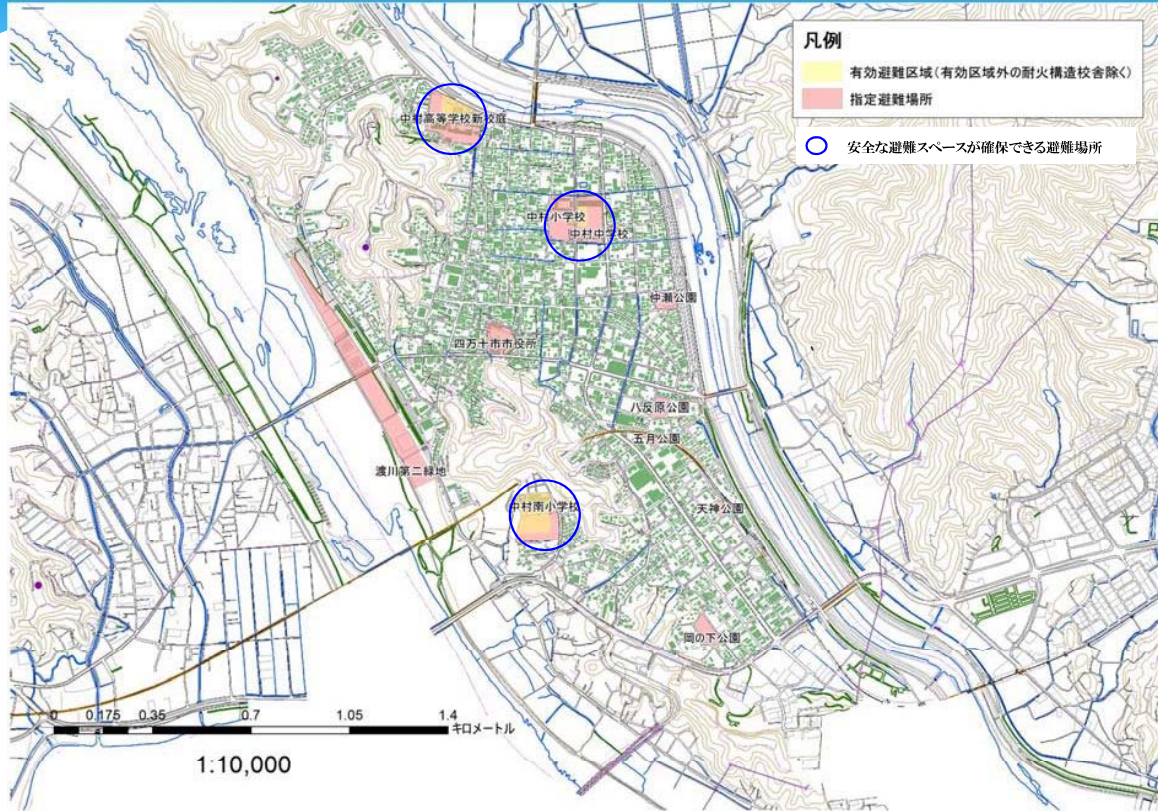 凡例
有効避難区域(有効区域外の耐火構造校舎除く)
指定避難場所
安全な避難スペースが確保できる避難場所
中村高等学校新校庭
中村小学校
中村中学校
仲瀬公園
四万十市市役所
八反原公園
五月公園
渡川第二緑地
中村南小学校
天神公園
岡の下公園
0 0.175 0.35 0.7 1.05 1.4
キロメートル
1:10,000